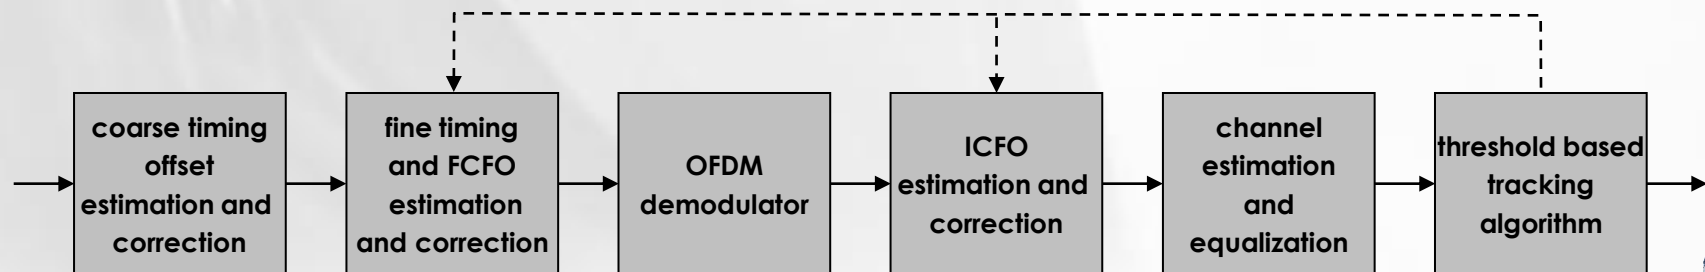 coarse timing
offset
estimation and
correction
fine timing
and FCFO
estimation
and correction
OFDM
demodulator
ICFO
estimation and
correction
channel
estimation
and
equalization
threshold based
tracking
algorithm